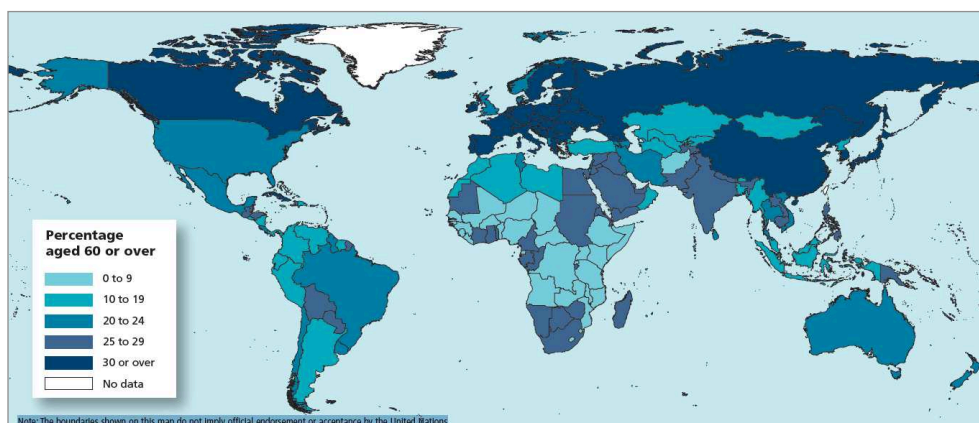 Percentage
aged 60 or over
0 to 9
10 to 19
20 to 24
25 to 29
30 or over
No data
Note: The boundaries shown on this map do not imply official endorsement or acceptance by the United Nations